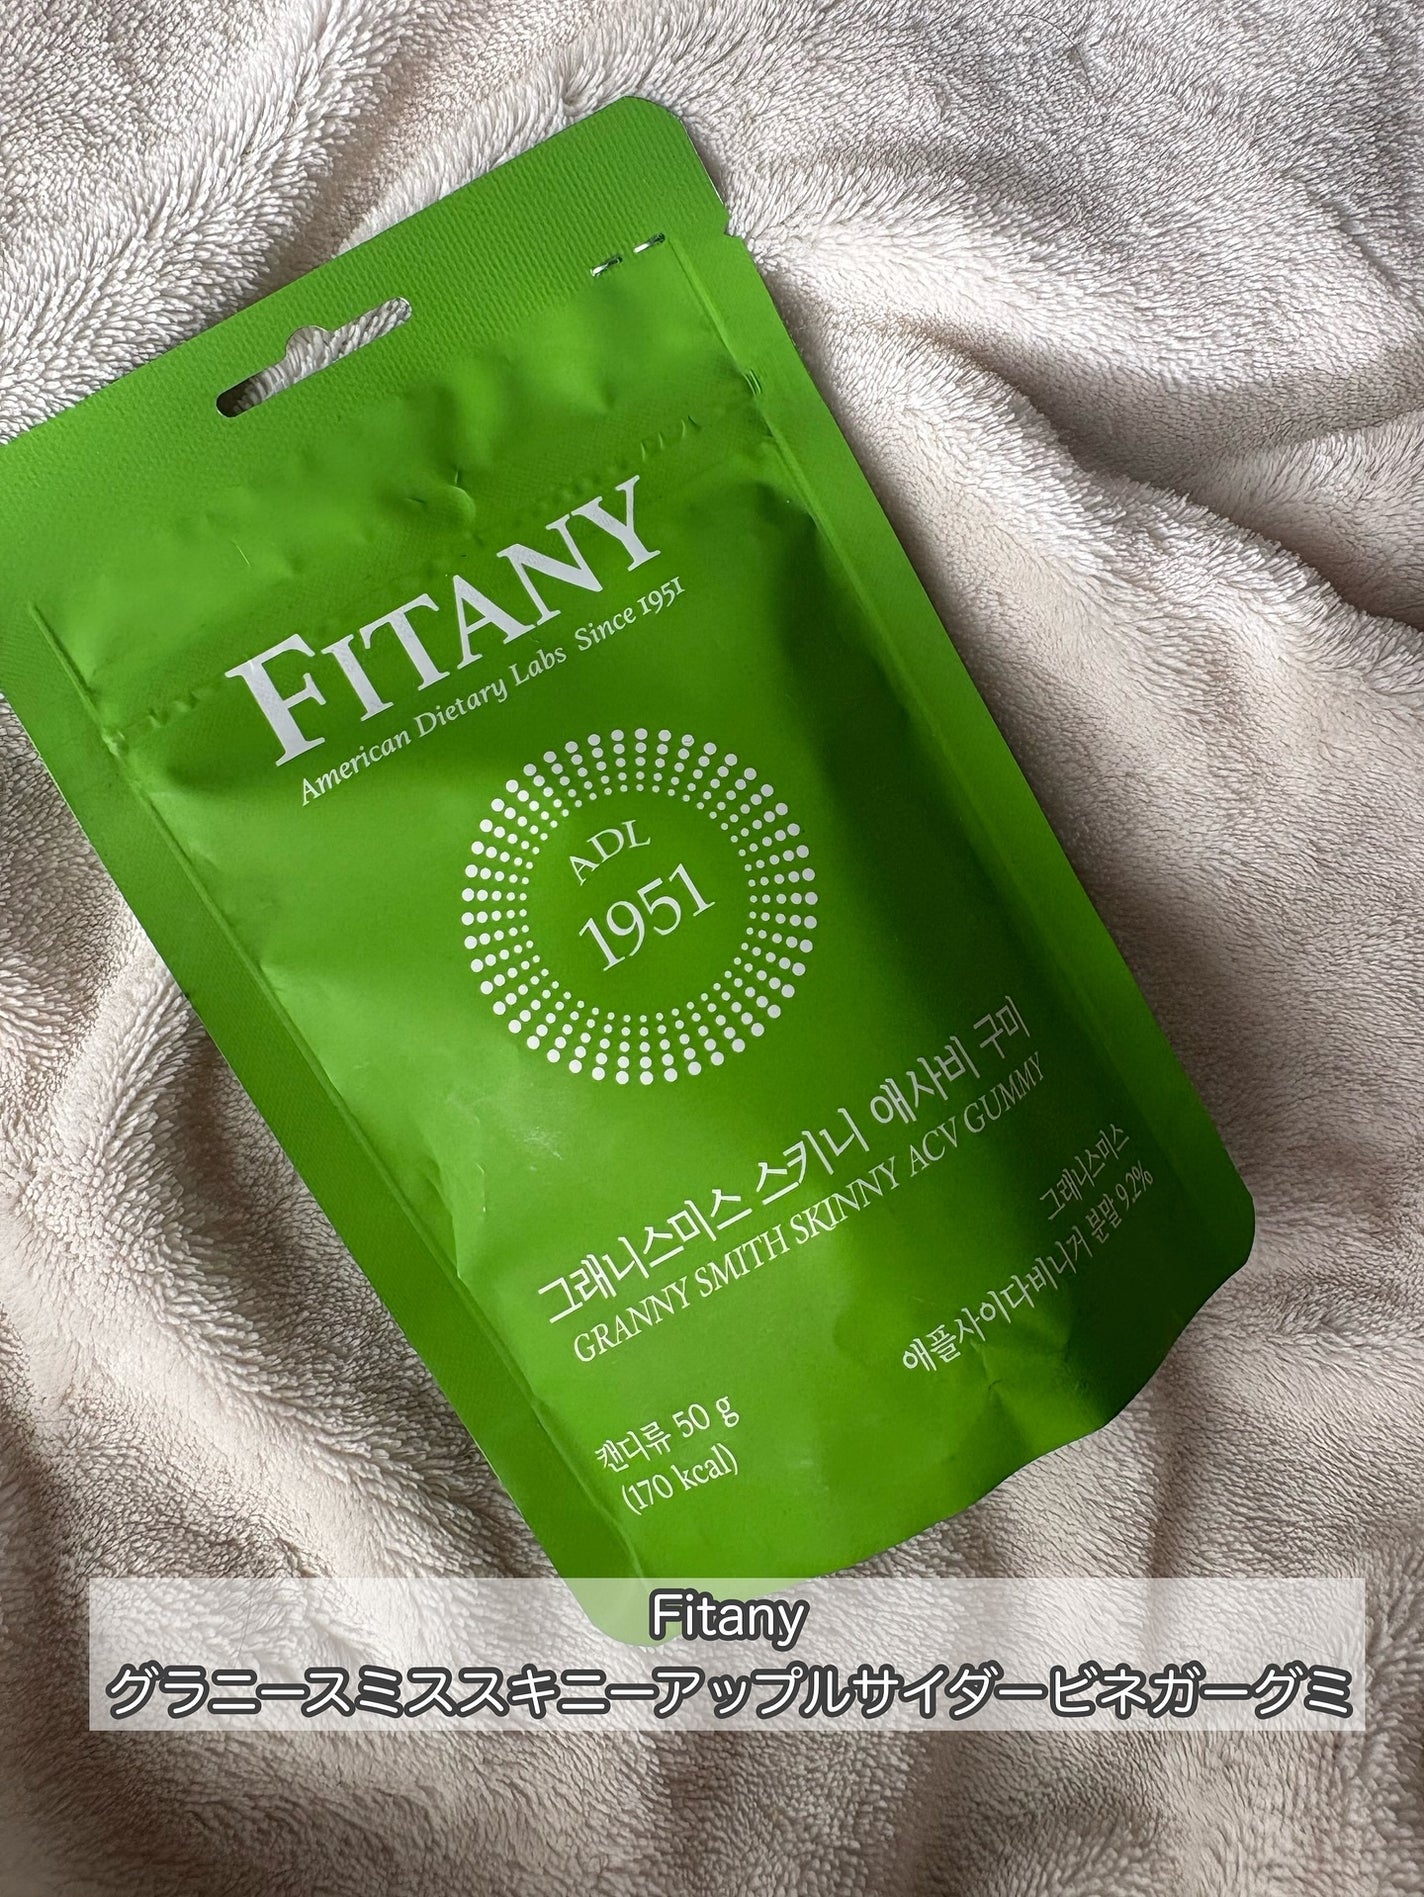 FITANY
American Dietary Labs Since 1951
ADL
1951
그래니스미스 스키니 애사비 구미
GRANNY SMITH SKINNY ACV GUMMY
그래니스미스
애플사이다비니거 분말 9.2%
캔디류 50 g
(170 kcal)
Fitany
グラニースミススキニーアップルサイダービネガーグミ